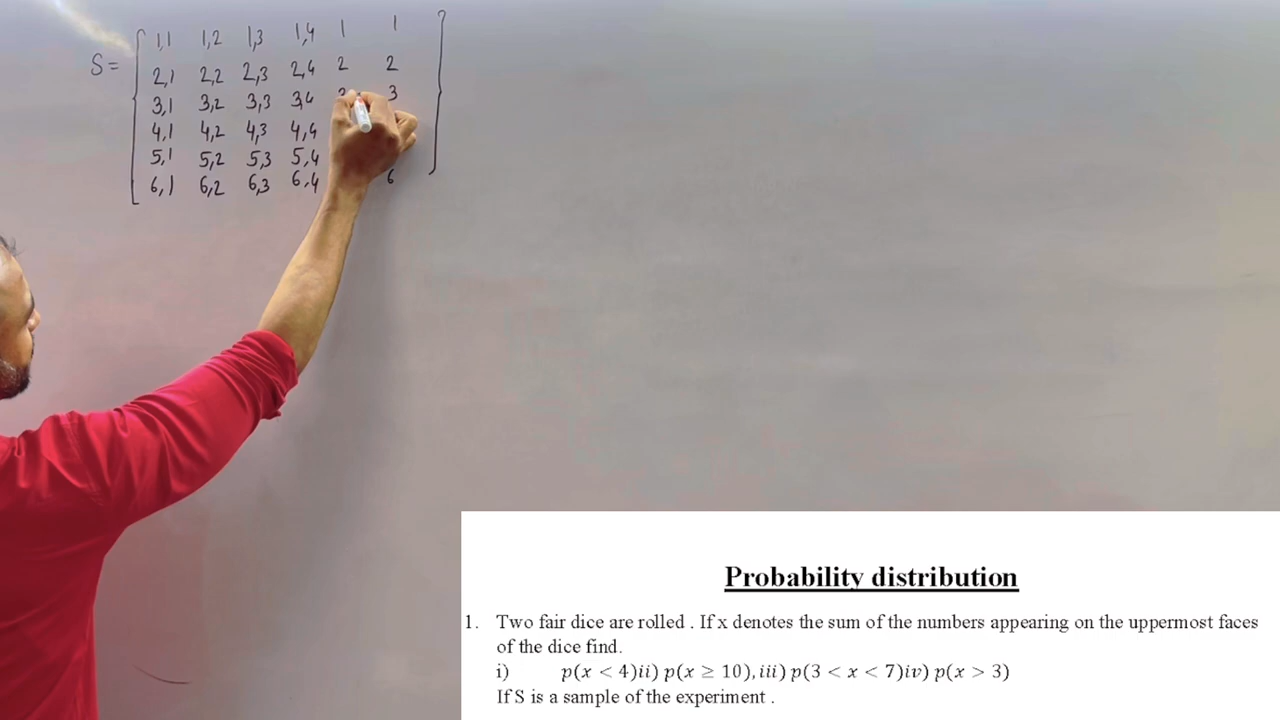 S =
1,1 1,2 1,3 1,4 1 1
2,1 2,2 2,3 2,4 2 2
3,1 3,2 3,3 3,4 3
4,1 4,2 4,3 4,4
5,1 5,2 5,3 5,4
6,1 6,2 6,3 6,4 6
Probability distribution
1. Two fair dice are rolled . If x denotes the sum of the numbers appearing on the uppermost faces
of the dice find.
i) p(x < 4)ii) p(x ≥ 10), iii) p(3 < x < 7)iv) p(x > 3)
If S is a sample of the experiment .